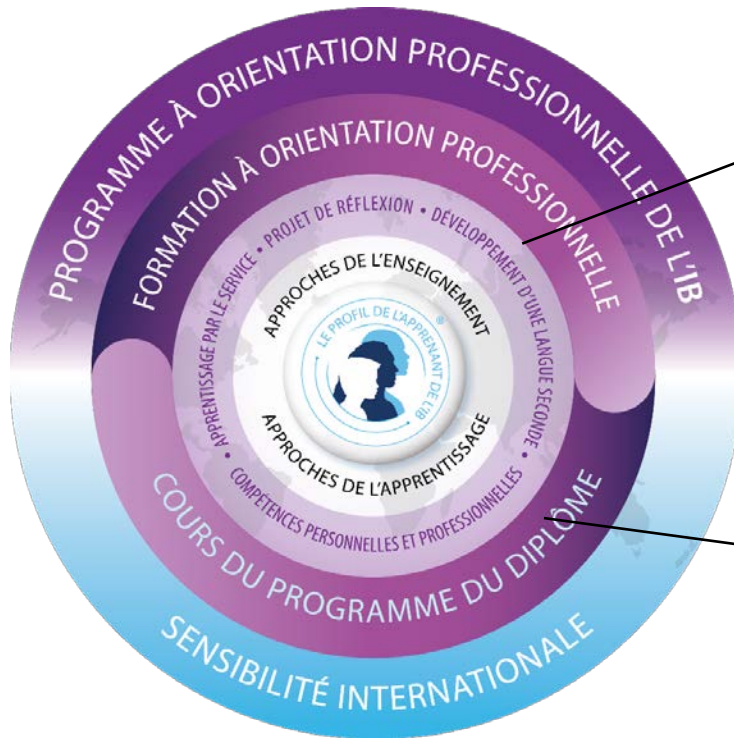 PROGRAMME À ORIENTATION PROFESSIONNELLE DE L'IB
FORMATION À ORIENTATION PROFESSIONNELLE
APPRENTISSAGE PAR LE SERVICE • PROJET DE RÉFLEXION • DÉVELOPPEMENT D'UNE LANGUE SECONDE •
APPROCHES DE L'ENSEIGNEMENT
LE PROFIL DE L'APPRENANT DE L'IB ®
APPROCHES DE L'APPRENTISSAGE
• COMPÉTENCES PERSONNELLES ET PROFESSIONNELLES •
COURS DU PROGRAMME DU DIPLÔME
SENSIBILITÉ INTERNATIONALE